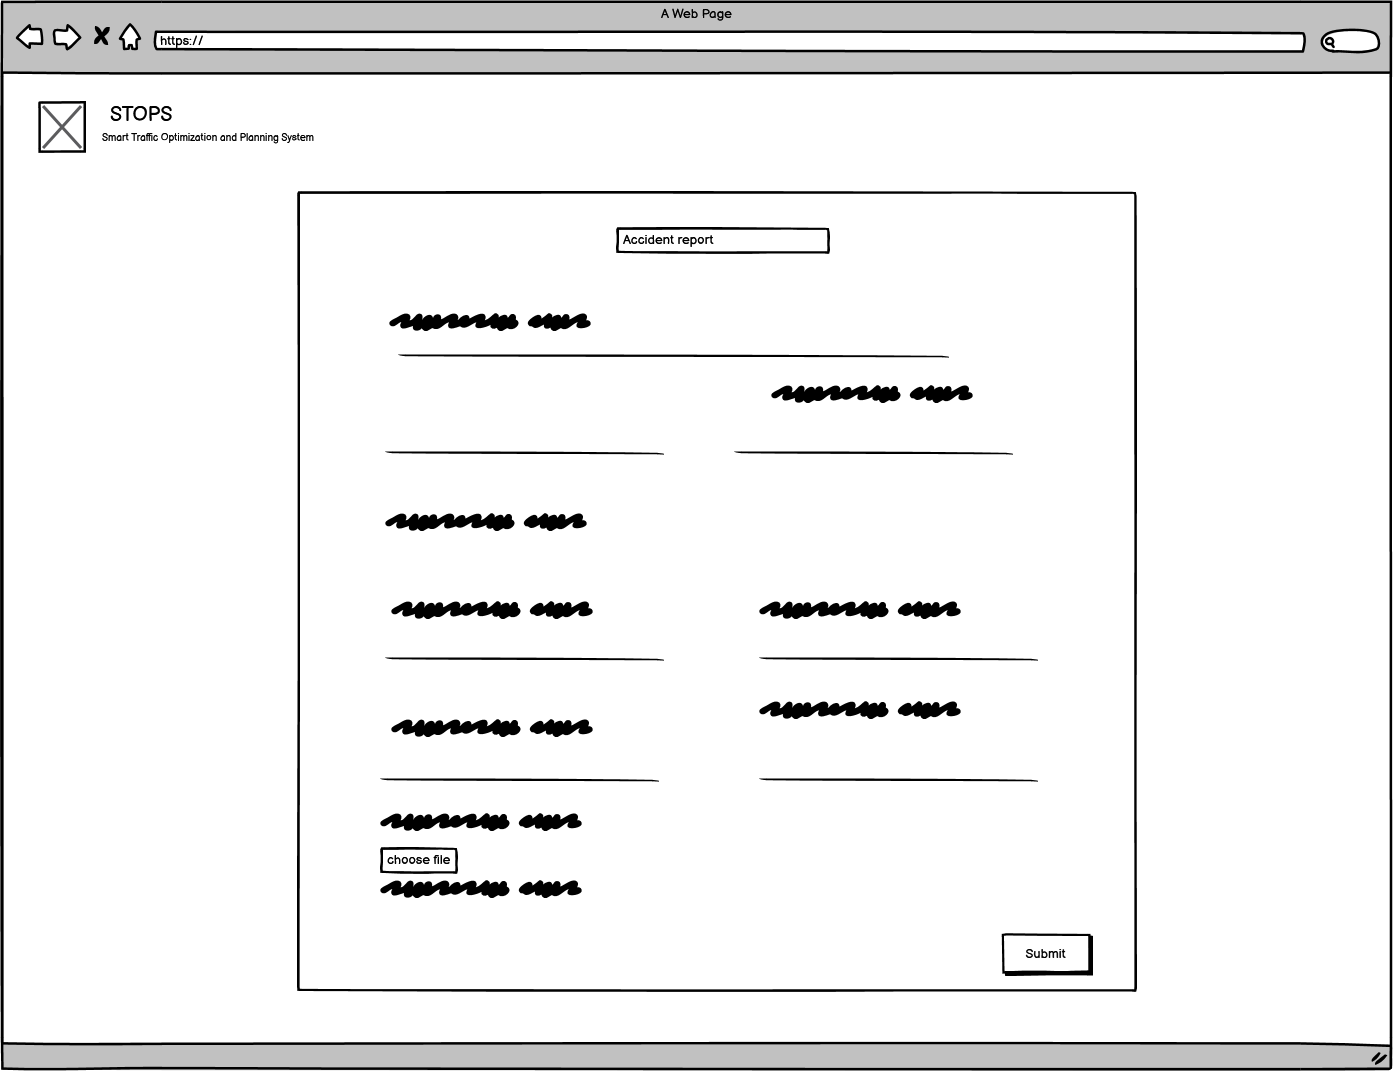 A Web Page
https://
STOPS
Smart Traffic Optimization and Planning System
Accident report
choose file
Submit